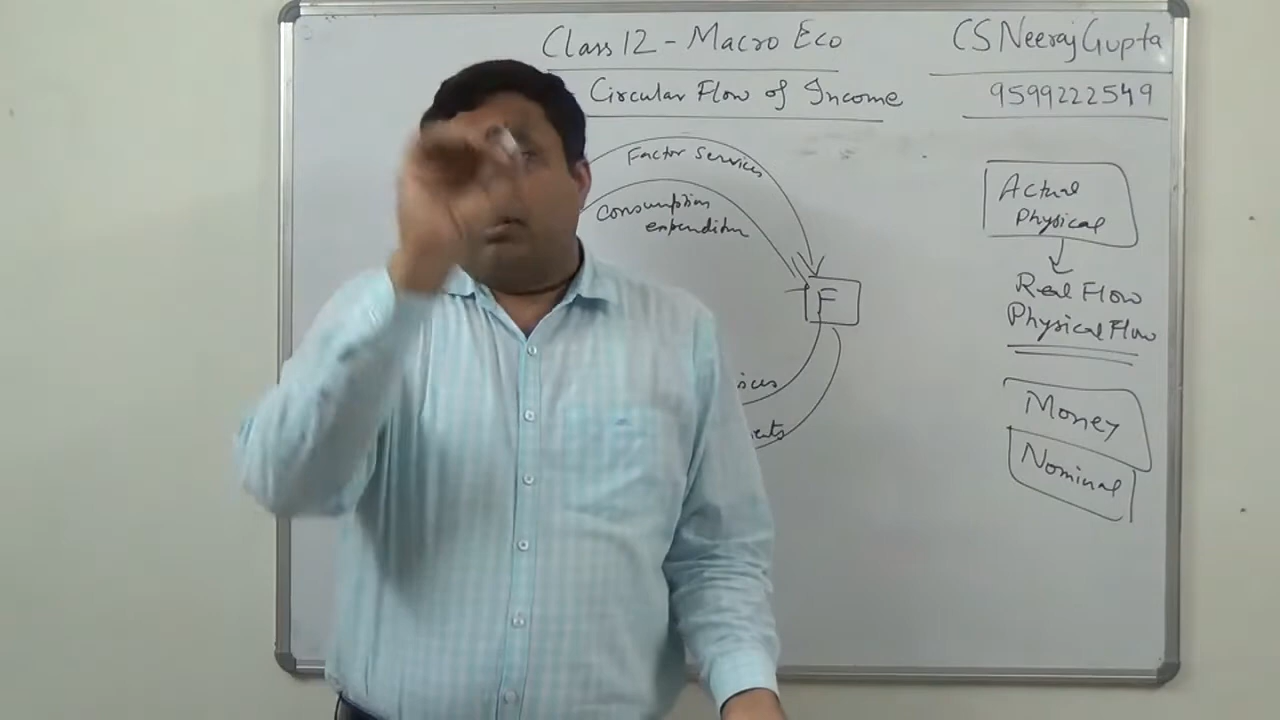 Class 12 - Macro Eco
Circular Flow of Income
Factor Services
Consumption
expenditure
F
CS Neeraj Gupta
9599222549
Actual
Physical
Real Flow
Physical Flow
Money
Nominal